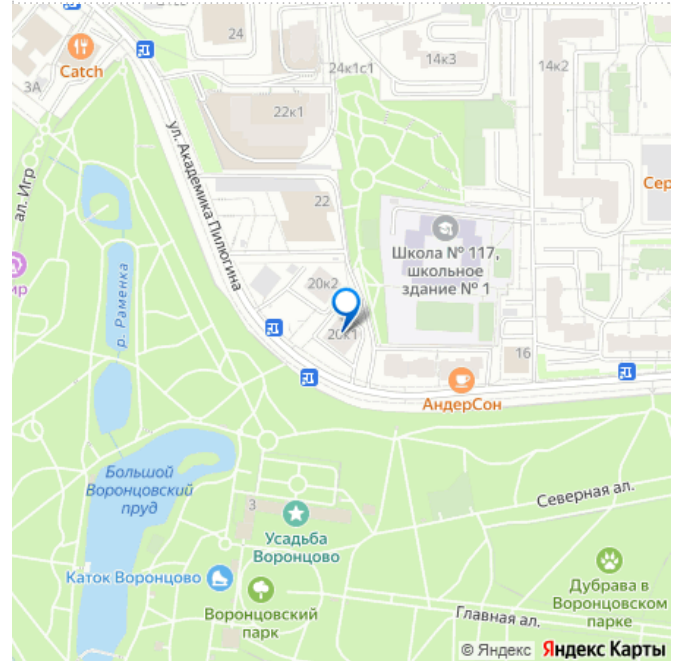 24
Catch
3А
24к1с1
14к3
14к2
22к1
ул. Академика Пилюгина
ал. Игр
22
Сер
Школа № 117,
школьное
здание № 1
ир
р. Раменка
20к2
20к1
16
АндерСон
Большой
Воронцовский
пруд
Северная ал.
3
Усадьба
Воронцово
Каток Воронцово
Дубрава в
Воронцовском
парке
Воронцовский
парк
Главная ал.
© Яндекс Яндекс Карты